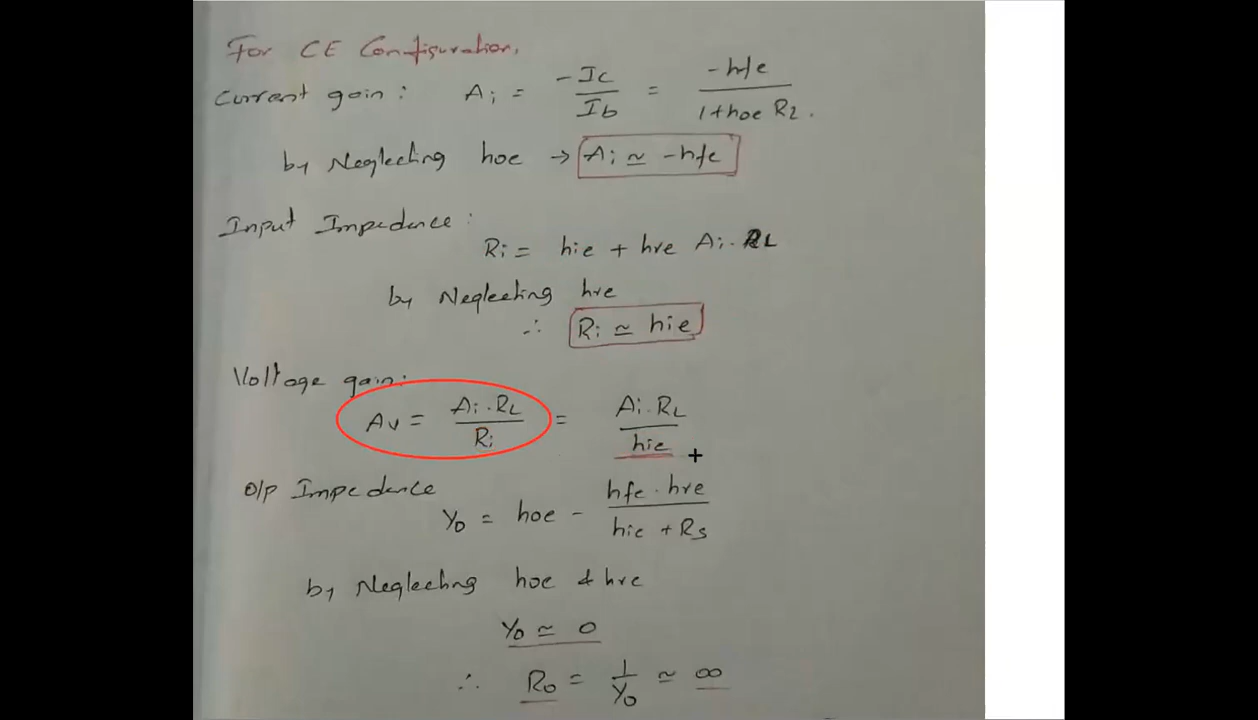 For CE Configuration.
Current gain : Ai = -Ic/Ib = -hfe/1+hoe RL.
by Neglecting hoe → Ai ≃ -hfe
Input Impedence :
Ri = hie + hre Ai. RL
by Neglecting hre
∴ Ri ≃ hie
Voltage gain:
Av = Ai.RL/Ri = Ai.RL/hie
O/p Impedence
Yo = hoe - hfe.hre/hie + Rs
by Neglecting hoe & hre
Yo ≃ 0
∴ Ro = 1/Yo ≃ ∞